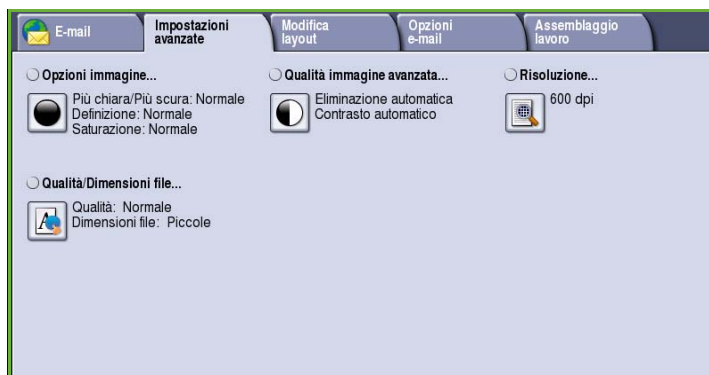 E-mail
Impostazioni
avanzate
Modifica
layout
Opzioni
e-mail
Assemblaggio
lavoro
Opzioni immagine...
Più chiara/Più scura: Normale
Definizione: Normale
Saturazione: Normale
Qualità immagine avanzata...
Eliminazione automatica
Contrasto automatico
Risoluzione...
600 dpi
Qualità/Dimensioni file...
Qualità: Normale
Dimensioni file: Piccole